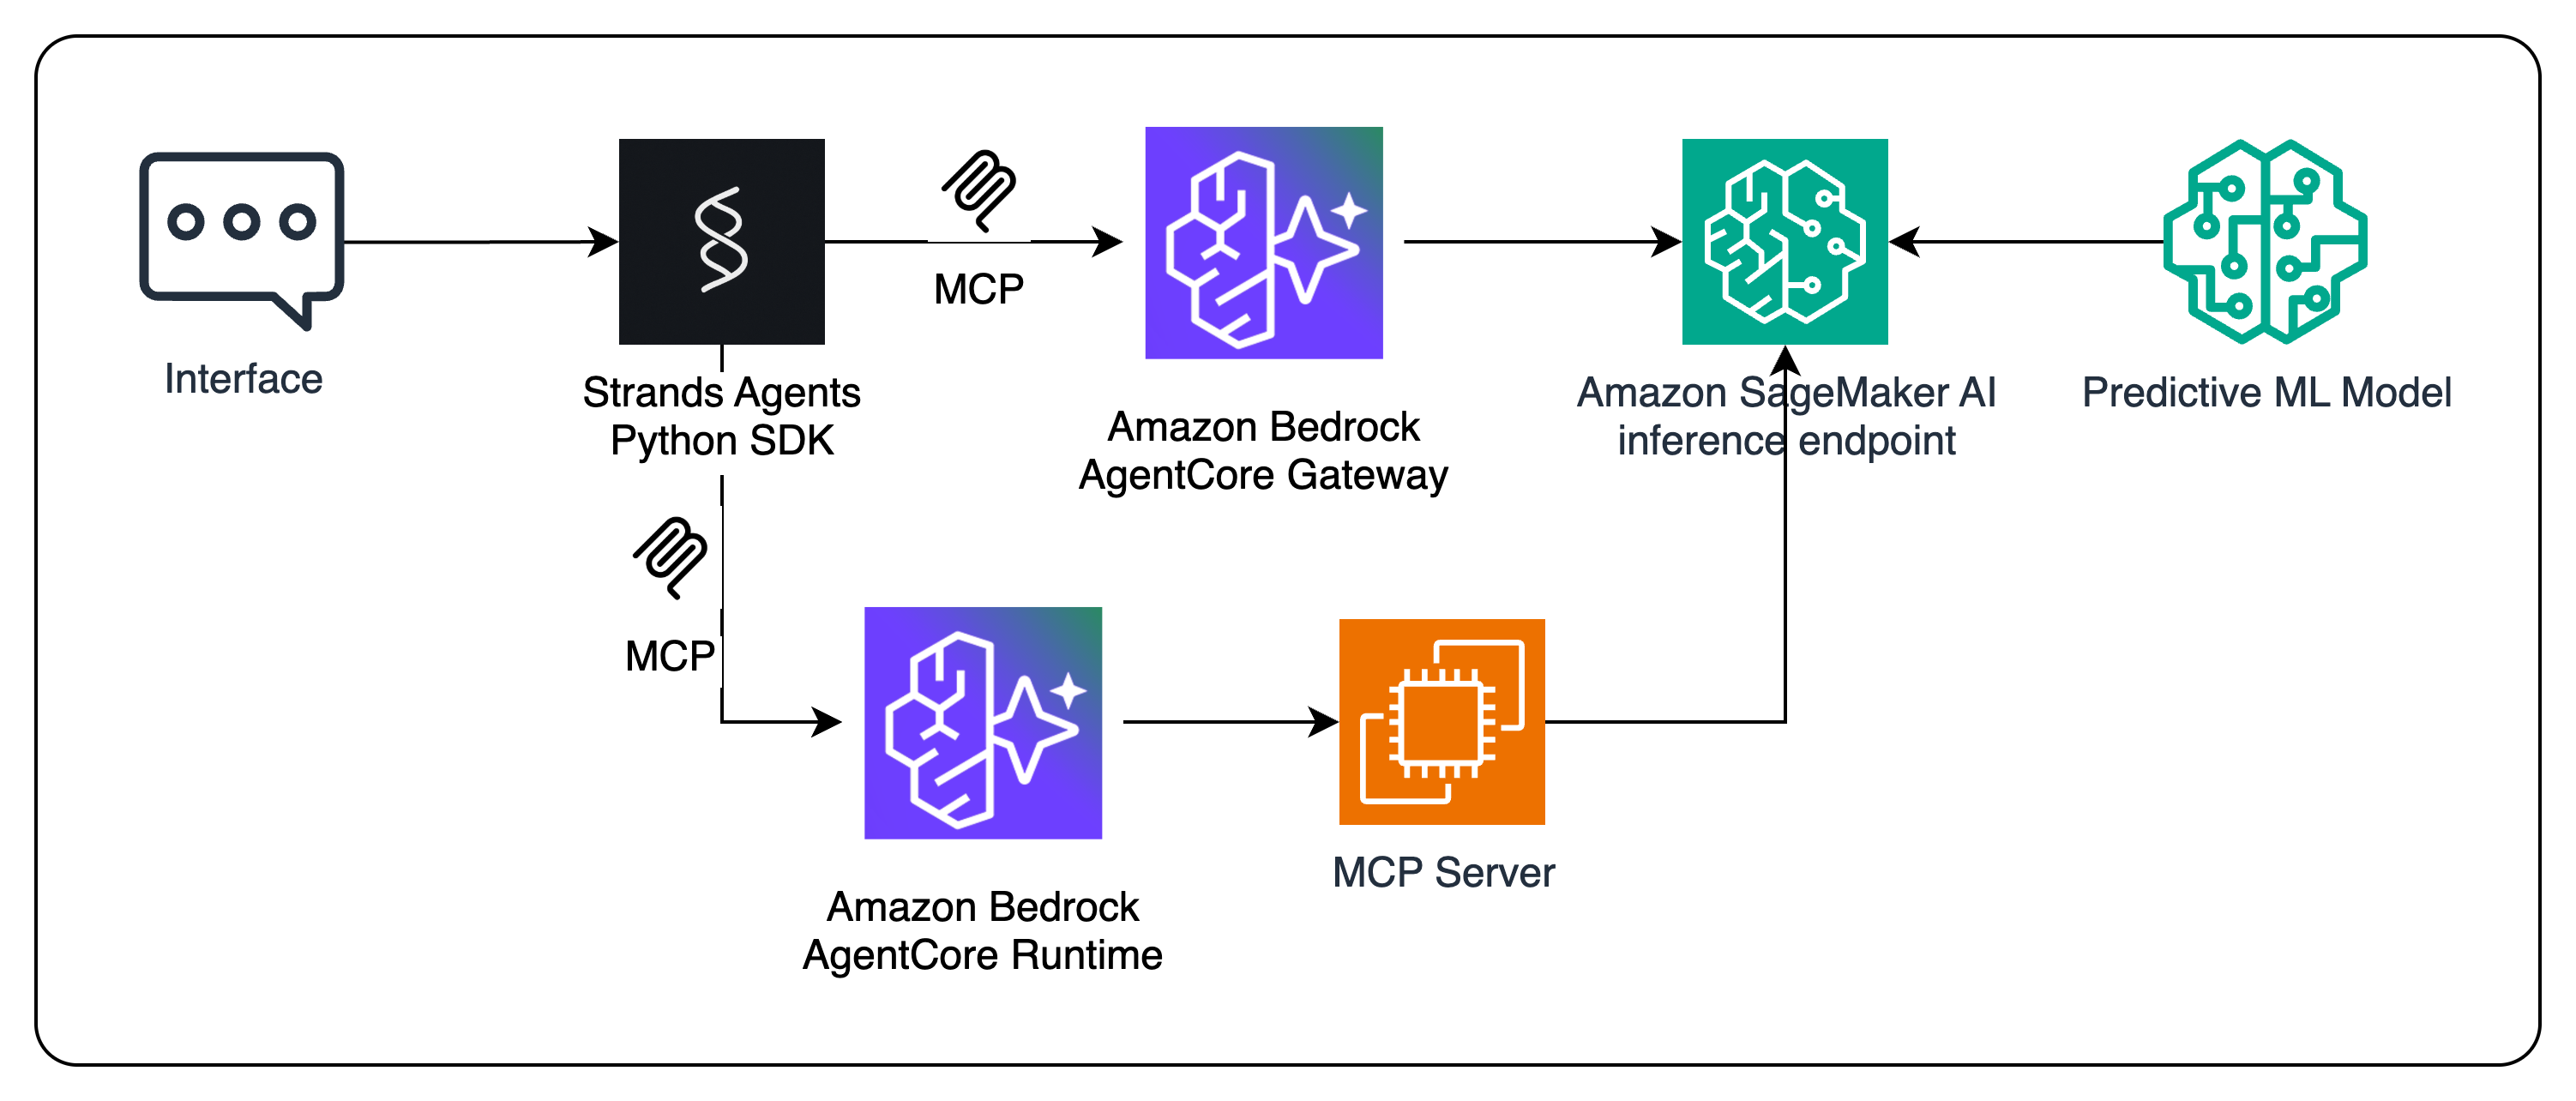 Interface
Strands Agents
Python SDK
MCP
Amazon Bedrock
AgentCore Gateway
Amazon SageMaker AI
inference endpoint
Predictive ML Model
MCP
Amazon Bedrock
AgentCore Runtime
MCP Server